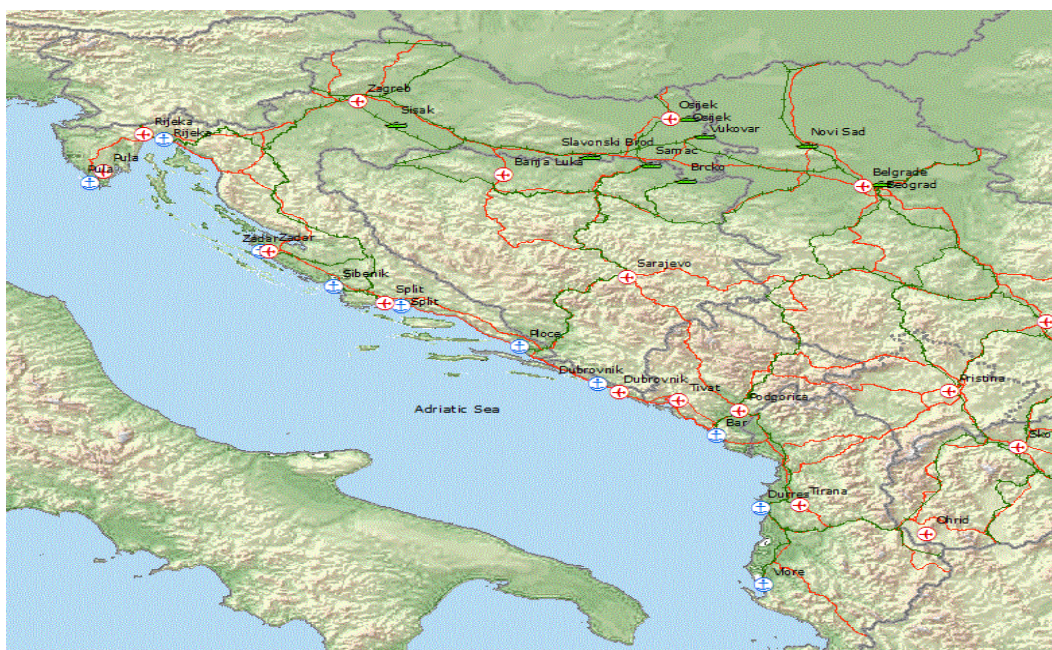 Zagreb
Osijek
Osijek
Sisak
Rijeka
Rijeka
Vukovar
Novi Sad
Slavonski Brod
Samac
Pula
Pula
Banja Luka
Brcko
Belgrade
Beograd
Zadar
Zadar
Sarajevo
Sibenik
Split
Split
Ploce
Dubrovnik
Dubrovnik
Tivat
Pristina
Podgorica
Adriatic Sea
Bar
Sko
Durres
Tirana
Ohrid
Vlore